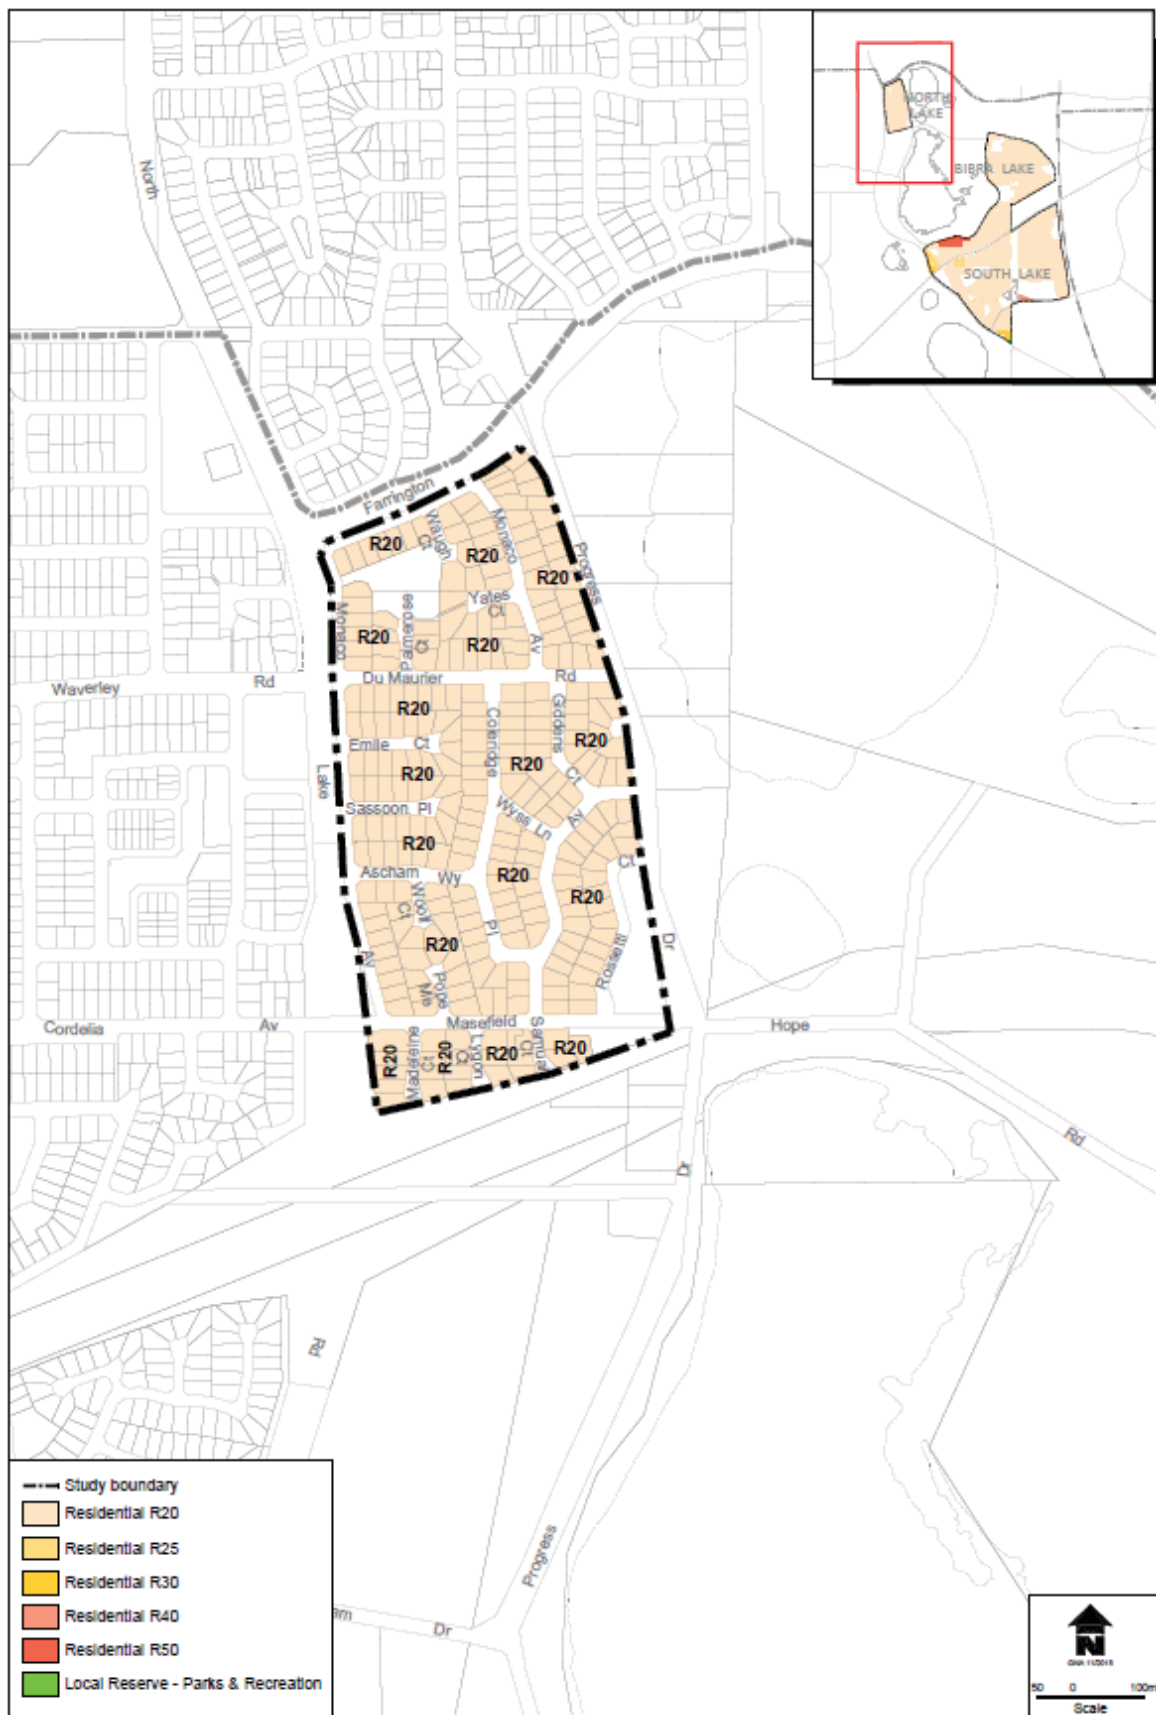 NORTH
LAKE
BIBRA LAKE
SOUTH LAKE
North
Farrington
R20
Waugh
Ct
R20
Monaco
R20
Progress
Yates
Ct
Monaco
R20
Palmerose
Ct
R20
Av
Waverley
Rd
Du Maurier
Rd
R20
Coleridge
Giddens
R20
Emile
Ct
R20
R20
Ct
Lake
Sassoon Pl
Wyss Ln
Av
R20
Ascham
Wy
R20
Ct
R20
Woolf
Ct
R20
Pl
Rossetti
Dr
Av
Pope
Me
Cordelia
Av
Masefield
Hope
R20
Madeleine
Ct
R20
Ct
Lygon
R20
Ct
Samual
R20
Rd
Dr
Rd
Progress
am
Dr
Study boundary
Residential R20
Residential R25
Residential R30
Residential R40
Residential R50
Local Reserve - Parks & Recreation
N
50 0 100m
Scale